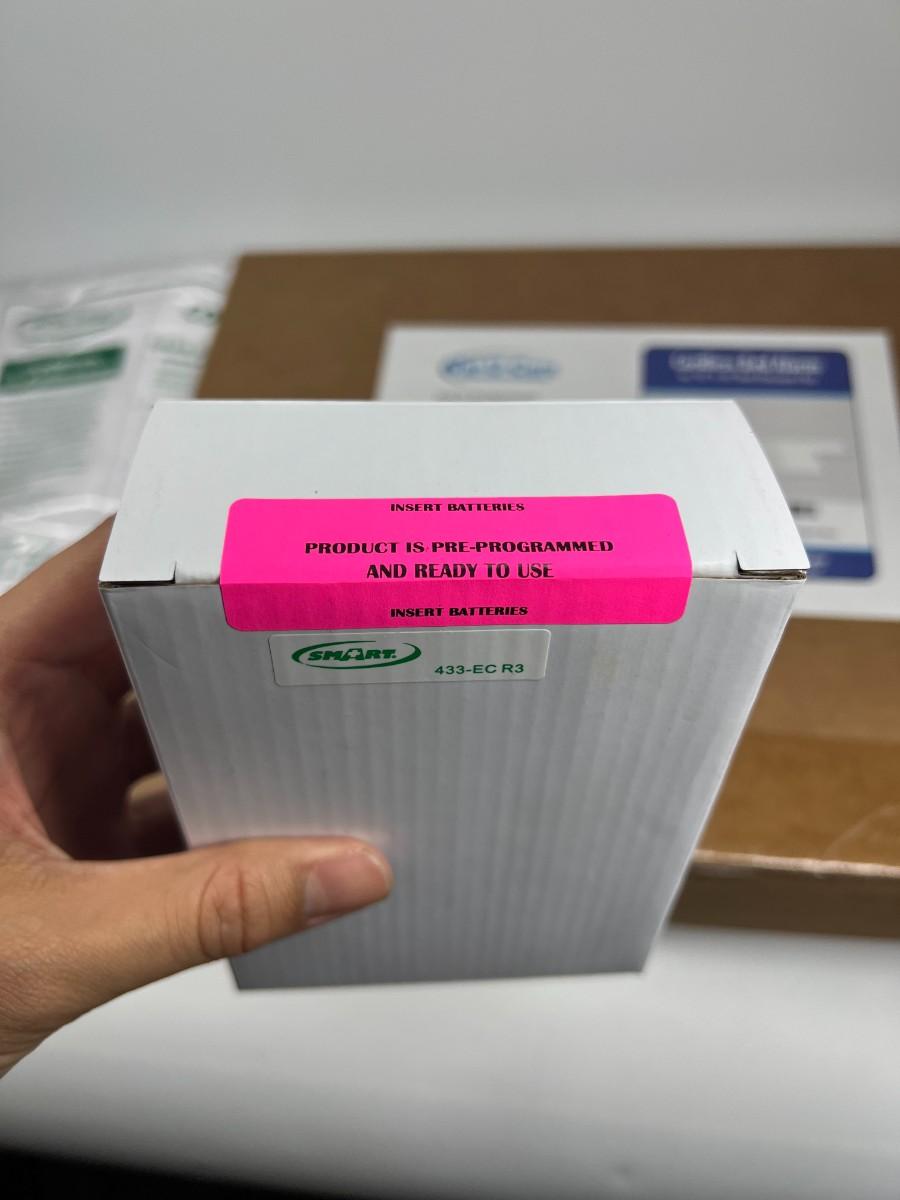 INSERT BATTERIES
PRODUCT IS PRE-PROGRAMMED
AND READY TO USE
INSERT BATTERIES
SMART.
433-EC R3